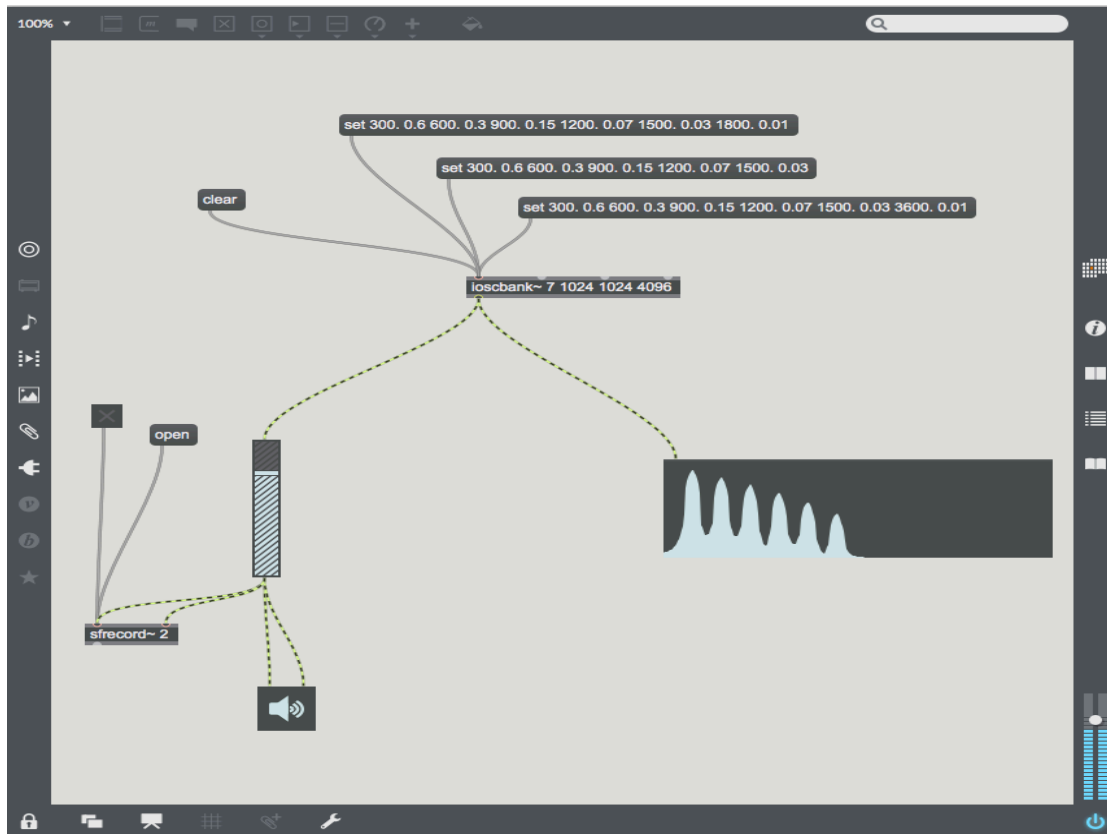 100%
set 300. 0.6 600. 0.3 900. 0.15 1200. 0.07 1500. 0.03 1800. 0.01
set 300. 0.6 600. 0.3 900. 0.15 1200. 0.07 1500. 0.03
clear
set 300. 0.6 600. 0.3 900. 0.15 1200. 0.07 1500. 0.03 3600. 0.01
ioscbank~ 7 1024 1024 4096
open
sfrecord~ 2